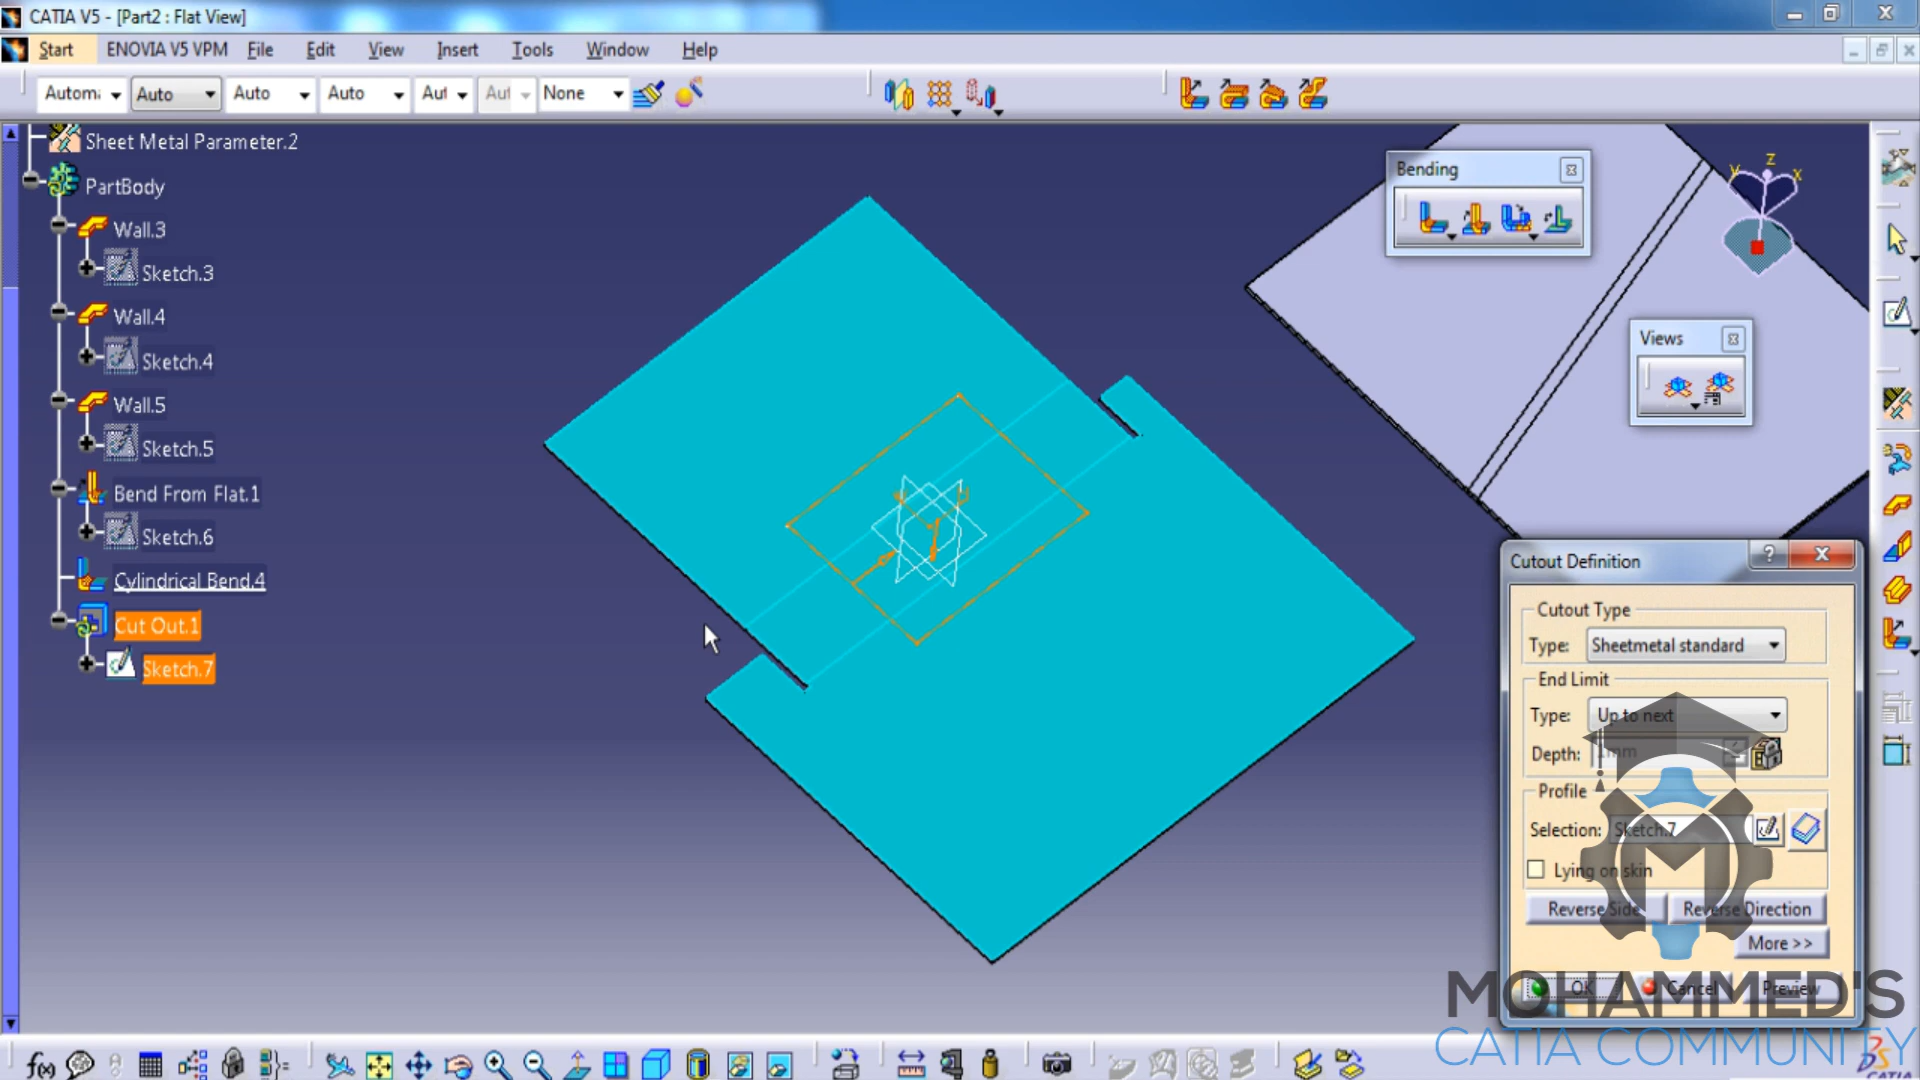 CATIA V5 - [Part2 : Flat View]
Start ENOVIA V5 VPM File Edit View Insert Tools Window Help
Auto Auto Auto None
Sheet Metal Parameter.2
PartBody
Wall.3
Sketch.3
Wall.4
Sketch.4
Wall.5
Sketch.5
Bend From Flat.1
Sketch.6
Cylindrical Bend.4
Cut Out.1
Sketch.7
Bending
z
y
x
Views
Cutout Definition
Cutout Type
Type: Sheetmetal standard
End Limit
Type: Up to next
Depth: 1mm
Profile
Selection: Sketch.7
Lying on skin
Reverse Side Reverse Direction
More >>
OK Cancel Preview
MOHAMMED'S
CATIA COMMUNITY
f(x)
CATIA